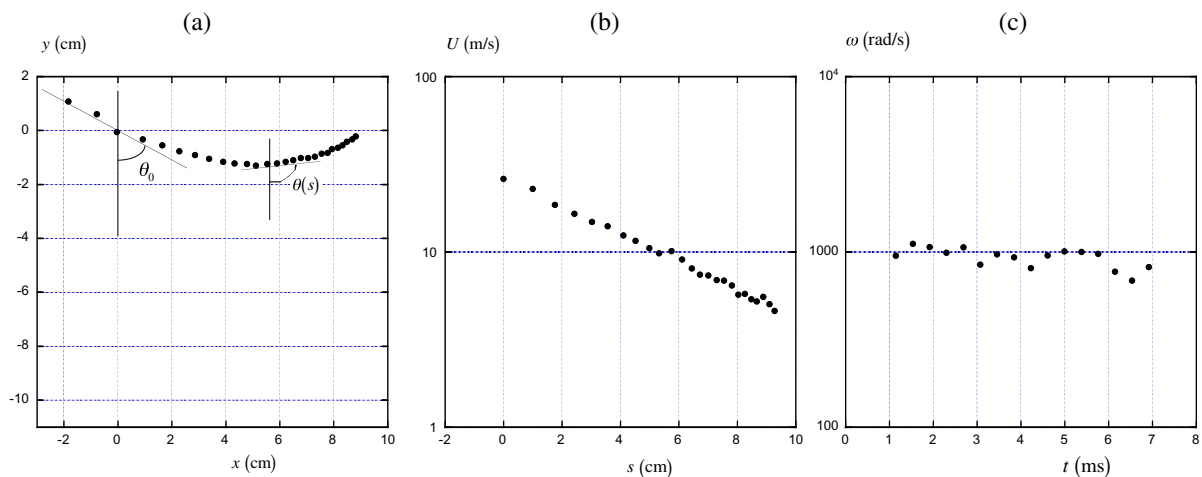 (a)
y (cm)
2
0
-2
-4
-6
-8
-10
θ₀
θ(s)
-2 0 2 4 6 8 10
x (cm)
(b)
U (m/s)
100
10
1
-2 0 2 4 6 8 10
s (cm)
(c)
ω (rad/s)
10⁴
1000
100
0 1 2 3 4 5 6 7 8
t (ms)